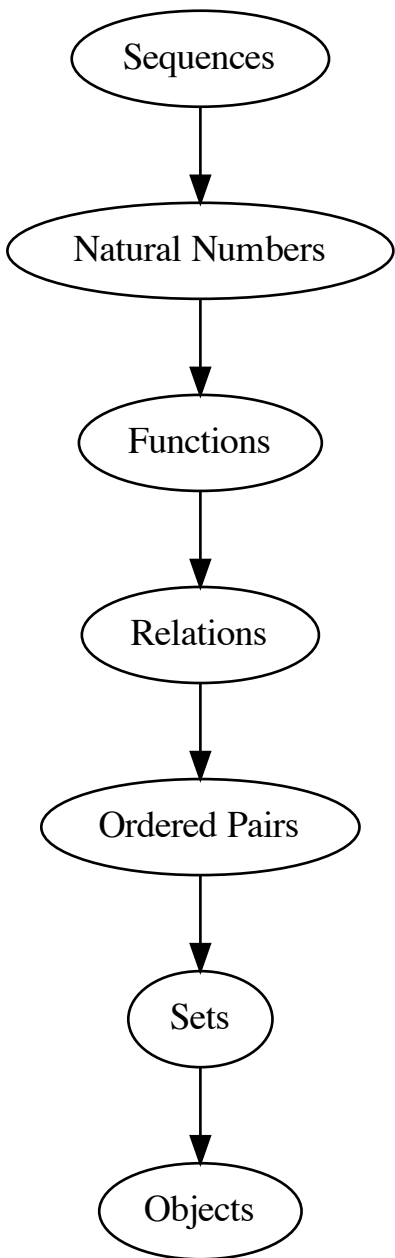 Sequences
Natural Numbers
Functions
Relations
Ordered Pairs
Sets
Objects